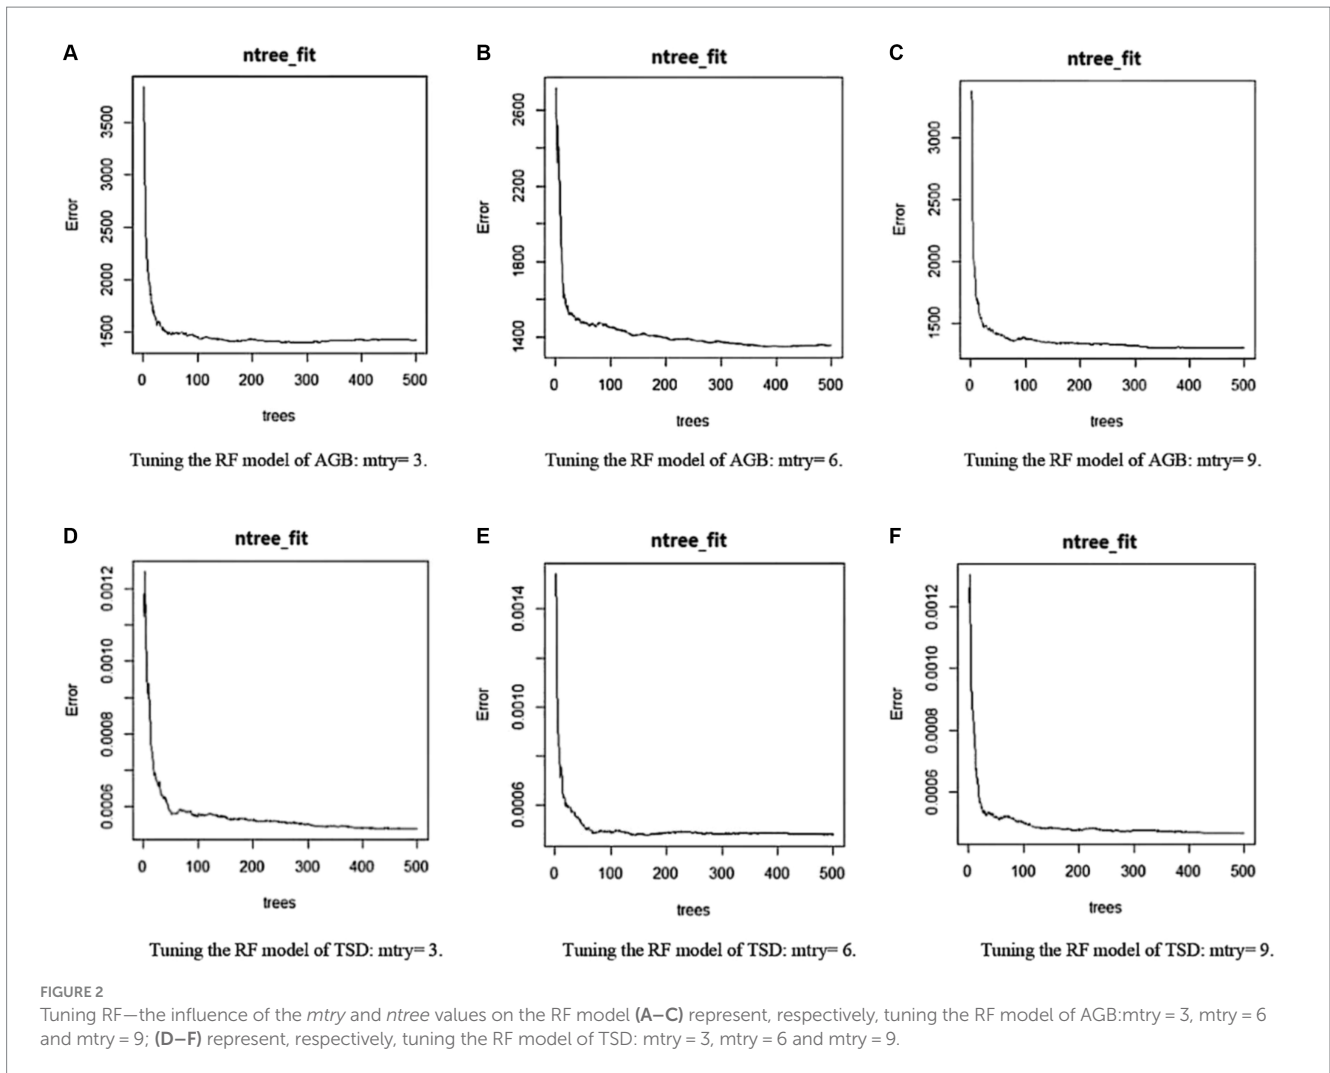 A
ntree_fit
Error
3500
3000
2500
2000
1500
0 100 200 300 400 500
trees
Tuning the RF model of AGB: mtry= 3.
B
ntree_fit
Error
2600
2200
1800
1400
0 100 200 300 400 500
trees
Tuning the RF model of AGB: mtry= 6.
C
ntree_fit
Error
3000
2500
2000
1500
0 100 200 300 400 500
trees
Tuning the RF model of AGB: mtry= 9.
D
ntree_fit
Error
0.0012
0.0010
0.0008
0.0006
0 100 200 300 400 500
trees
Tuning the RF model of TSD: mtry= 3.
E
ntree_fit
Error
0.0014
0.0010
0.0006
0 100 200 300 400 500
trees
Tuning the RF model of TSD: mtry= 6.
F
ntree_fit
Error
0.0012
0.0010
0.0008
0.0006
0 100 200 300 400 500
trees
Tuning the RF model of TSD: mtry= 9.
FIGURE 2
Tuning RF—the influence of the mtry and ntree values on the RF model (A–C) represent, respectively, tuning the RF model of AGB:mtry = 3, mtry = 6
and mtry = 9; (D–F) represent, respectively, tuning the RF model of TSD: mtry = 3, mtry = 6 and mtry = 9.